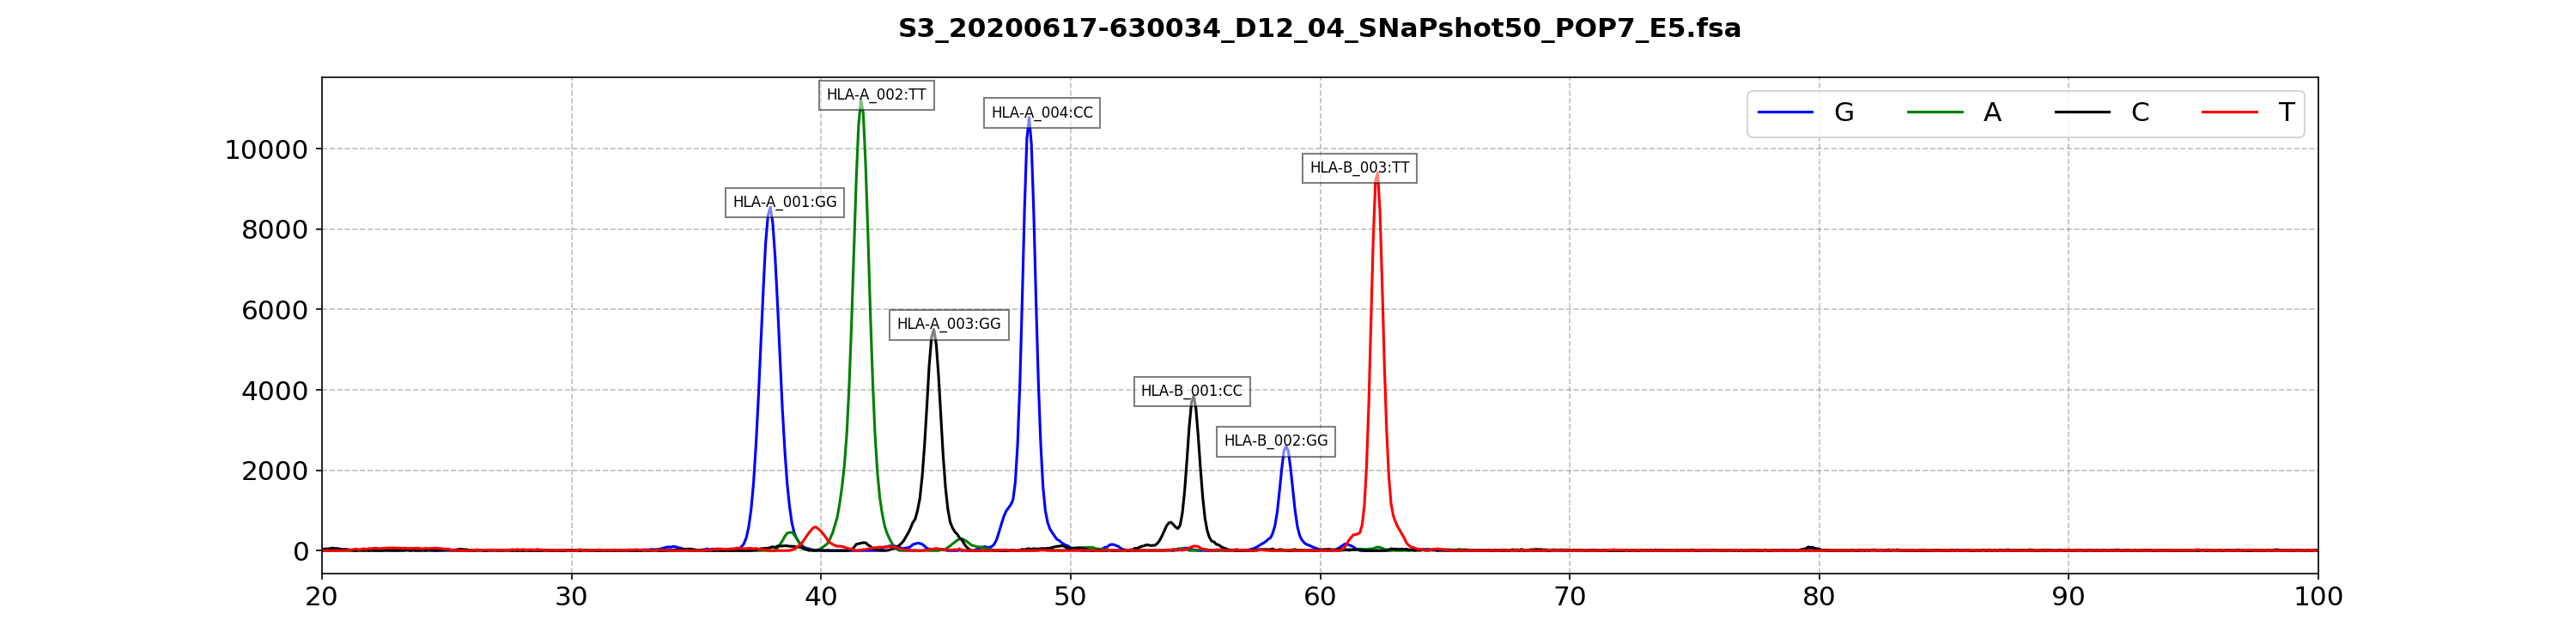 S3_20200617-630034_D12_04_SNaPshot50_POP7_E5.fsa
G A C T
HLA-A_002:TT
HLA-A_004:CC
HLA-B_003:TT
HLA-A_001:GG
HLA-A_003:GG
HLA-B_001:CC
HLA-B_002:GG
10000
8000
6000
4000
2000
0
20 30 40 50 60 70 80 90 100